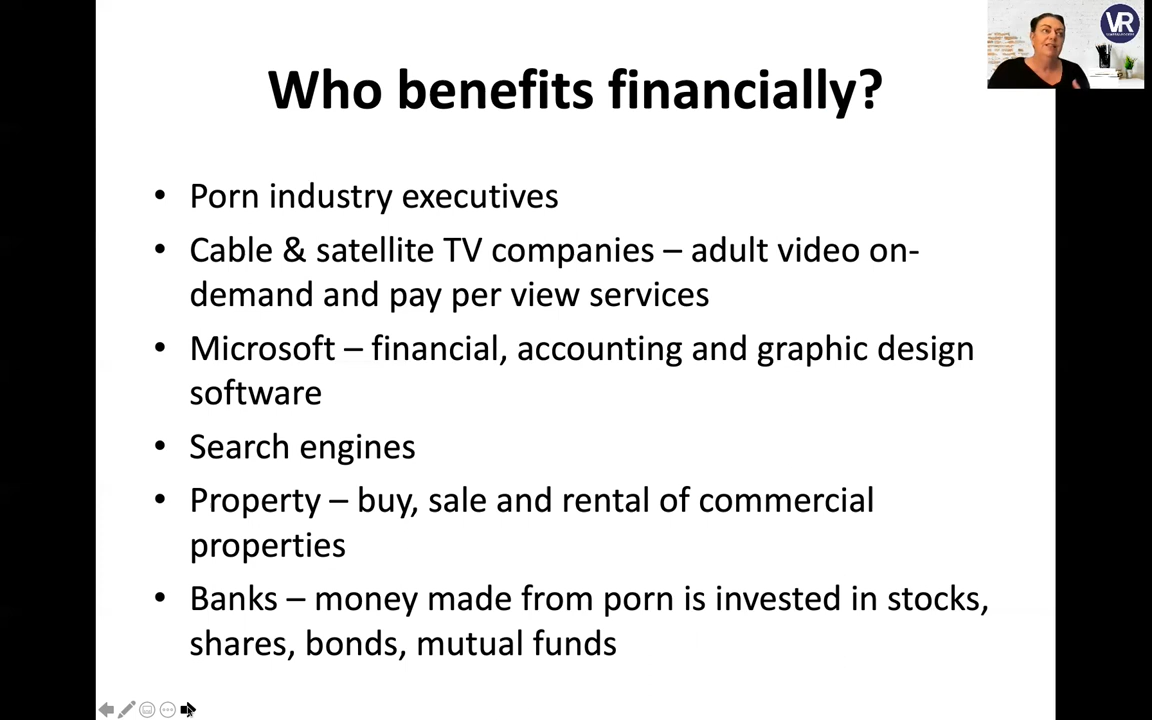 VR
Who benefits financially?
• Porn industry executives
• Cable & satellite TV companies – adult video on-
demand and pay per view services
• Microsoft – financial, accounting and graphic design
software
• Search engines
• Property – buy, sale and rental of commercial
properties
• Banks – money made from porn is invested in stocks,
shares, bonds, mutual funds